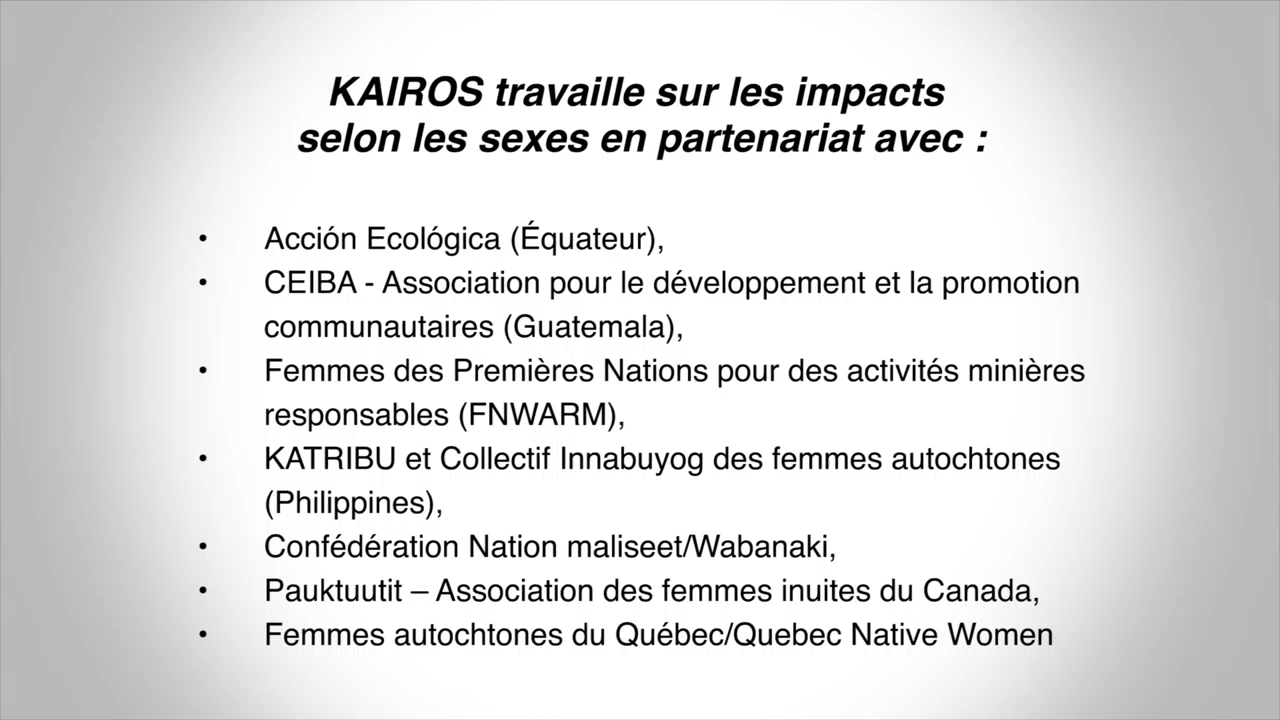 KAIROS travaille sur les impacts
selon les sexes en partenariat avec :
• Acción Ecológica (Équateur),
• CEIBA - Association pour le développement et la promotion
communautaires (Guatemala),
• Femmes des Premières Nations pour des activités minières
responsables (FNWARM),
• KATRIBU et Collectif Innabuyog des femmes autochtones
(Philippines),
• Confédération Nation maliseet/Wabanaki,
• Pauktuutit – Association des femmes inuites du Canada,
• Femmes autochtones du Québec/Quebec Native Women